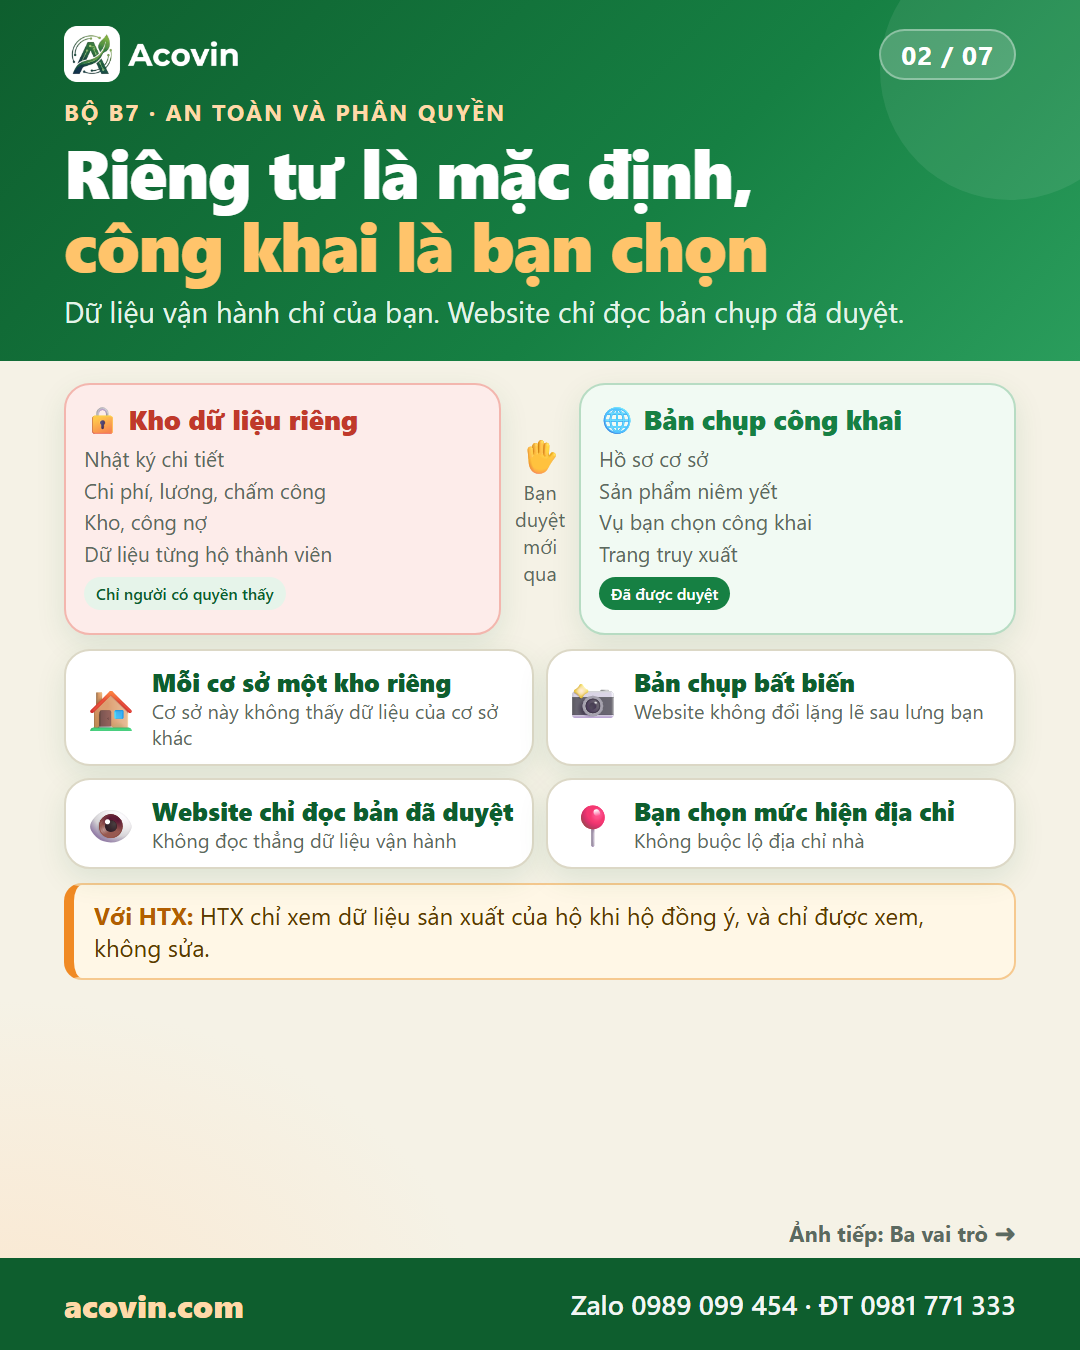 Acovin
02 / 07
BỘ B7 · AN TOÀN VÀ PHÂN QUYỀN
Riêng tư là mặc định,
công khai là bạn chọn
Dữ liệu vận hành chỉ của bạn. Website chỉ đọc bản chụp đã duyệt.
Kho dữ liệu riêng
Nhật ký chi tiết
Chi phí, lương, chấm công
Kho, công nợ
Dữ liệu từng hộ thành viên
Chỉ người có quyền thấy
Bạn
duyệt
mới
qua
Bản chụp công khai
Hồ sơ cơ sở
Sản phẩm niêm yết
Vụ bạn chọn công khai
Trang truy xuất
Đã được duyệt
Mỗi cơ sở một kho riêng
Cơ sở này không thấy dữ liệu của cơ sở
khác
Bản chụp bất biến
Website không đổi lặng lẽ sau lưng bạn
Website chỉ đọc bản đã duyệt
Không đọc thẳng dữ liệu vận hành
Bạn chọn mức hiện địa chỉ
Không buộc lộ địa chỉ nhà
Với HTX: HTX chỉ xem dữ liệu sản xuất của hộ khi hộ đồng ý, và chỉ được xem,
không sửa.
Ảnh tiếp: Ba vai trò ➜
acovin.com
Zalo 0989 099 454 · ĐT 0981 771 333